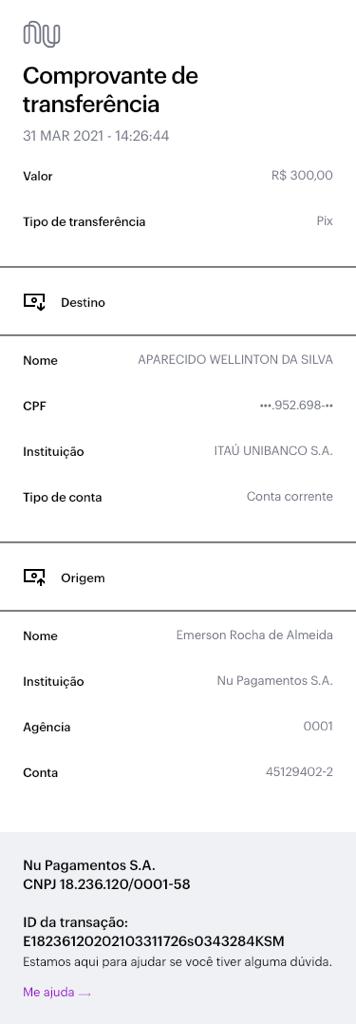 nu
Comprovante de
transferência
31 MAR 2021 - 14:26:44
Valor R$ 300,00
Tipo de transferência Pix
Destino
Nome APARECIDO WELLINTON DA SILVA
CPF •••.952.698-••
Instituição ITAÚ UNIBANCO S.A.
Tipo de conta Conta corrente
Origem
Nome Emerson Rocha de Almeida
Instituição Nu Pagamentos S.A.
Agência 0001
Conta 45129402-2
Nu Pagamentos S.A.
CNPJ 18.236.120/0001-58
ID da transação:
E18236120202103311726s0343284KSM
Estamos aqui para ajudar se você tiver alguma dúvida.
Me ajuda →